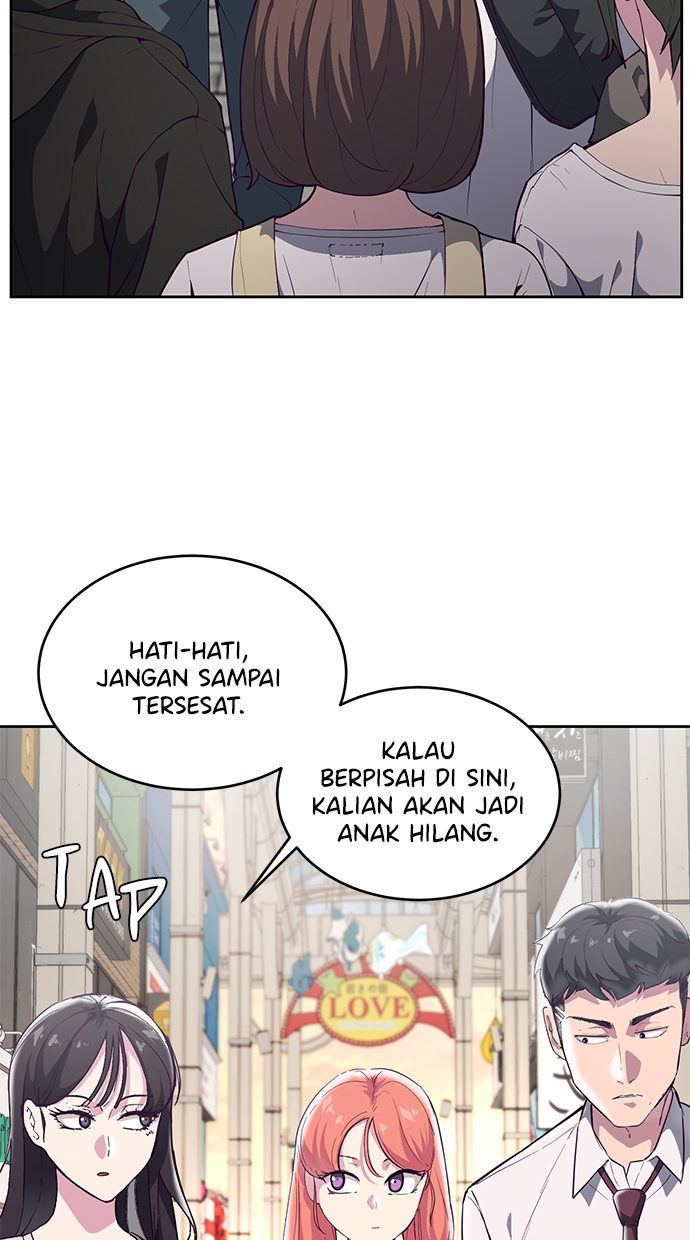 HATI-HATI,
JANGAN SAMPAI
TERSESAT.
KALAU
BERPISAH DI SINI,
KALIAN AKAN JADI
ANAK HILANG.
TAP
LOVE